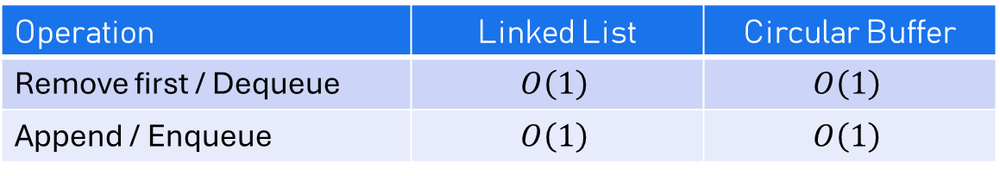 Operation Linked List Circular Buffer
Remove first / Dequeue O(1) O(1)
Append / Enqueue O(1) O(1)